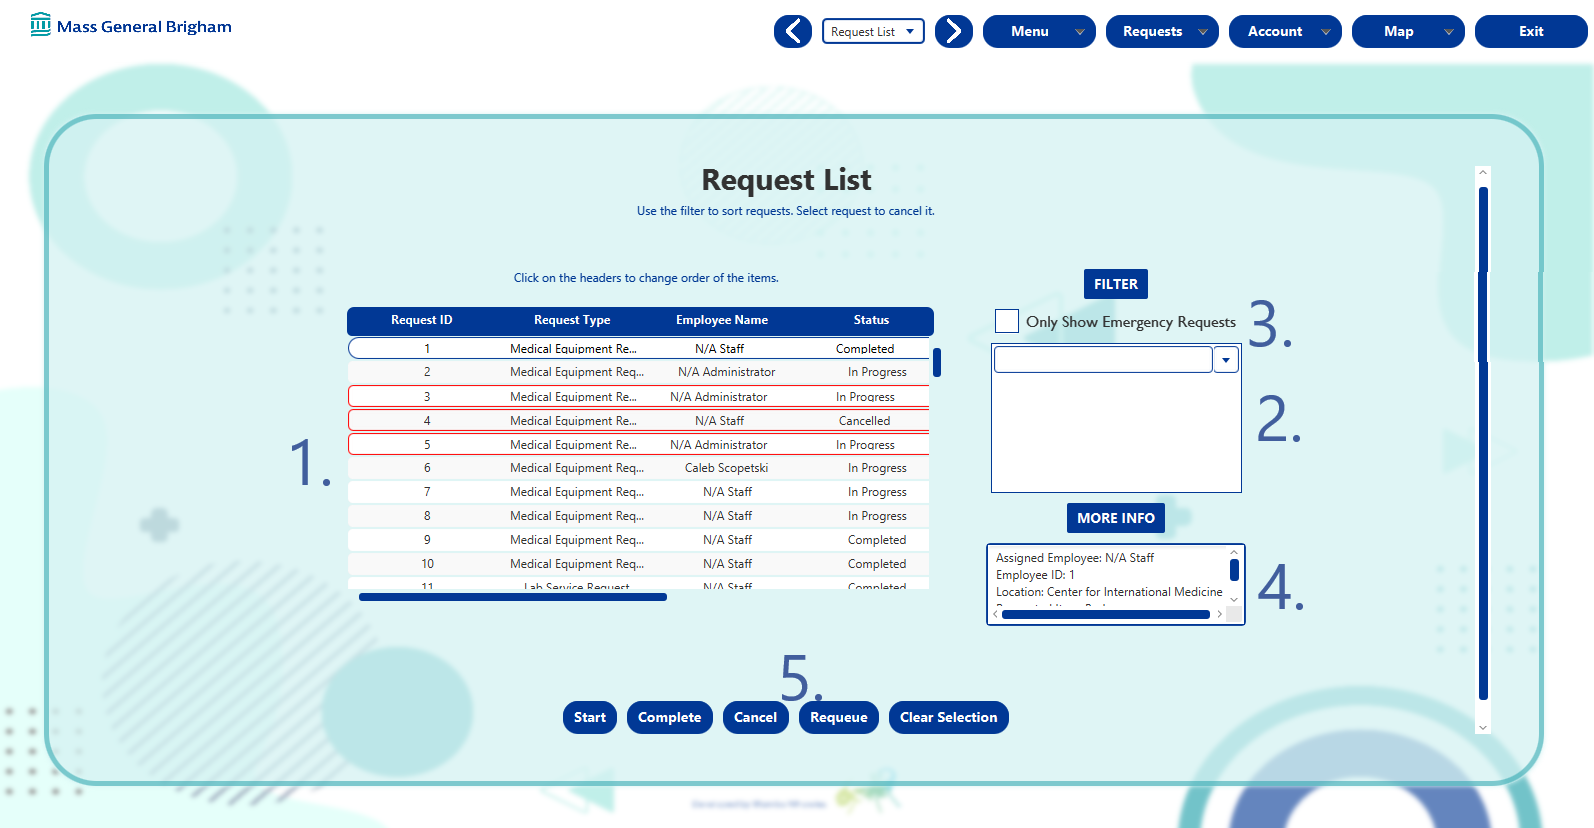 Mass General Brigham
Request List
Menu
Requests
Account
Map
Exit
Request List
Use the filter to sort requests. Select request to cancel it.
Click on the headers to change order of the items.
FILTER
Only Show Emergency Requests
3.
Request ID Request Type Employee Name Status
1 Medical Equipment Re... N/A Staff Completed
2 Medical Equipment Req... N/A Administrator In Progress
3 Medical Equipment Re... N/A Administrator In Progress
4 Medical Equipment Re... N/A Staff Cancelled
5 Medical Equipment Re... N/A Administrator In Progress
6 Medical Equipment Req... Caleb Scopetski In Progress
7 Medical Equipment Req... N/A Staff In Progress
8 Medical Equipment Req... N/A Staff In Progress
9 Medical Equipment Req... N/A Staff Completed
10 Medical Equipment Req... N/A Staff Completed
11 Lab Service Request N/A Staff Completed
1.
2.
MORE INFO
Assigned Employee: N/A Staff
Employee ID: 1
Location: Center for International Medicine
4.
5.
Start
Complete
Cancel
Requeue
Clear Selection